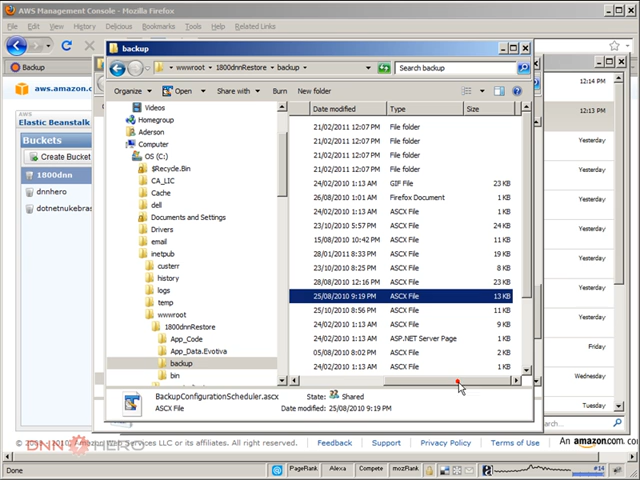 AWS Management Console - Mozilla Firefox
File Edit View History Delicious Bookmarks Tools Help Related Links
Backup
aws.amazon.c
Elastic Beanstalk
Buckets
Create Bucket
1800dnn
dnnhero
dotnetnukebras
backup
wwwroot 1800dnnRestore backup
Search backup
Organize Open Share with Burn New folder
Videos
Homegroup
Aderson
Computer
OS (C:)
$Recycle.Bin
CA_LIC
Cache
dell
Documents and Settings
Drivers
email
inetpub
custerr
history
logs
temp
wwwroot
1800dnnRestore
App_Code
App_Data.Evotiva
backup
bin
Date modified Type Size
21/02/2011 12:07 PM File folder
21/02/2011 12:07 PM File folder
21/02/2011 12:07 PM File folder
21/02/2011 12:07 PM File folder
24/02/2010 1:13 AM GIF File 23 KB
26/08/2010 1:01 AM Firefox Document 1 KB
24/02/2010 1:13 AM ASCX File 1 KB
23/10/2010 5:57 PM ASCX File 24 KB
15/08/2010 10:42 PM ASCX File 11 KB
28/01/2011 8:33 PM ASCX File 19 KB
23/10/2010 8:25 PM ASCX File 8 KB
28/08/2010 12:16 PM ASCX File 23 KB
25/08/2010 9:19 PM ASCX File 13 KB
25/10/2010 8:56 PM ASCX File 11 KB
24/02/2010 1:13 AM ASCX File 9 KB
24/02/2010 1:13 AM ASP.NET Server Page 1 KB
05/08/2010 8:02 PM ASCX File 2 KB
24/02/2010 1:13 AM ASCX File 1 KB
BackupConfigurationScheduler.ascx State: Shared
ASCX File Date modified: 25/08/2010 9:19 PM
12:14 PM
12:13 PM
Yesterday
Yesterday
Yesterday
Yesterday
Yesterday
Friday
Friday
Thursday
Thursday
Web Services LLC or its affiliates. All right reserved. Feedback Support Privacy Policy Terms of Use An amazon.co
DNN HERO
Done PageRank Alexa Compete mozRank #14